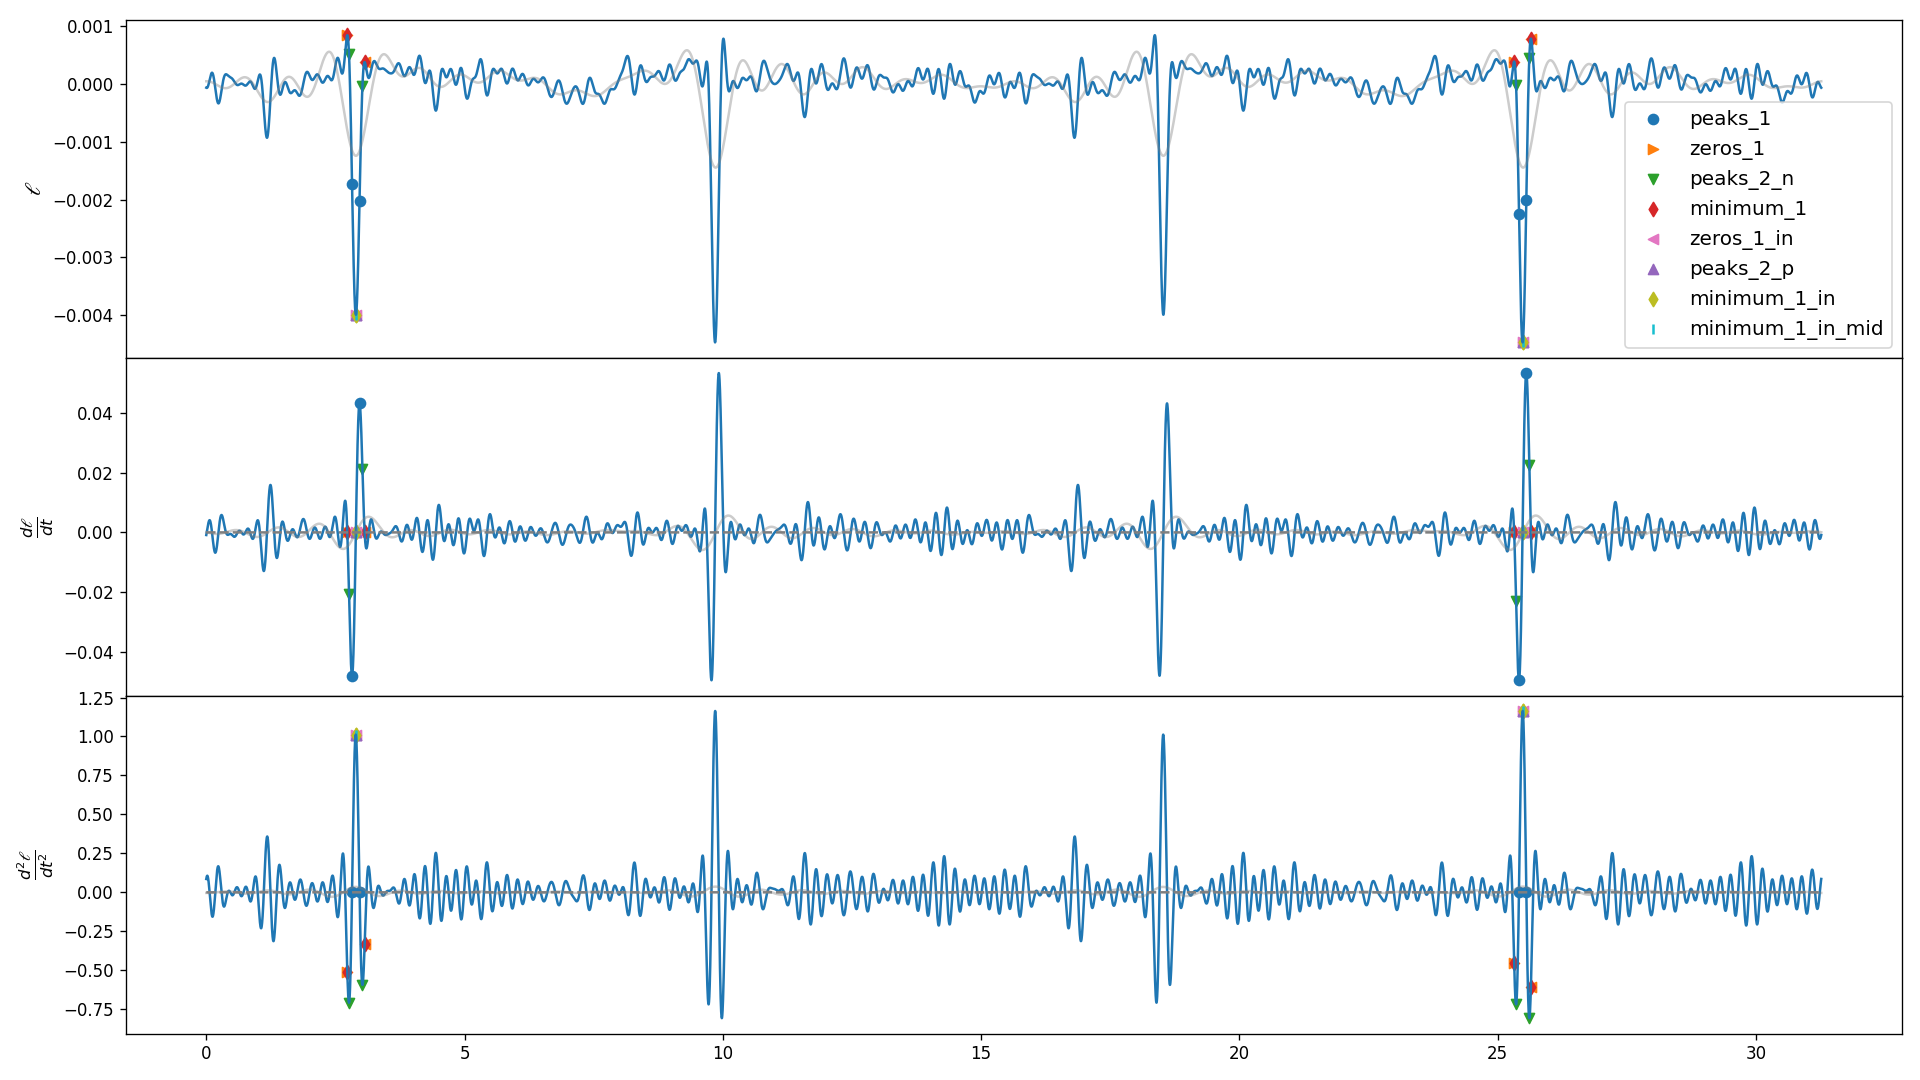 0.001
0.000
−0.001
−0.002
−0.003
−0.004
ℓ
peaks_1
zeros_1
peaks_2_n
minimum_1
zeros_1_in
peaks_2_p
minimum_1_in
minimum_1_in_mid
0.04
0.02
0.00
−0.02
−0.04
dℓ
dt
1.25
1.00
0.75
0.50
0.25
0.00
−0.25
−0.50
−0.75
d²ℓ
dt²
0 5 10 15 20 25 30